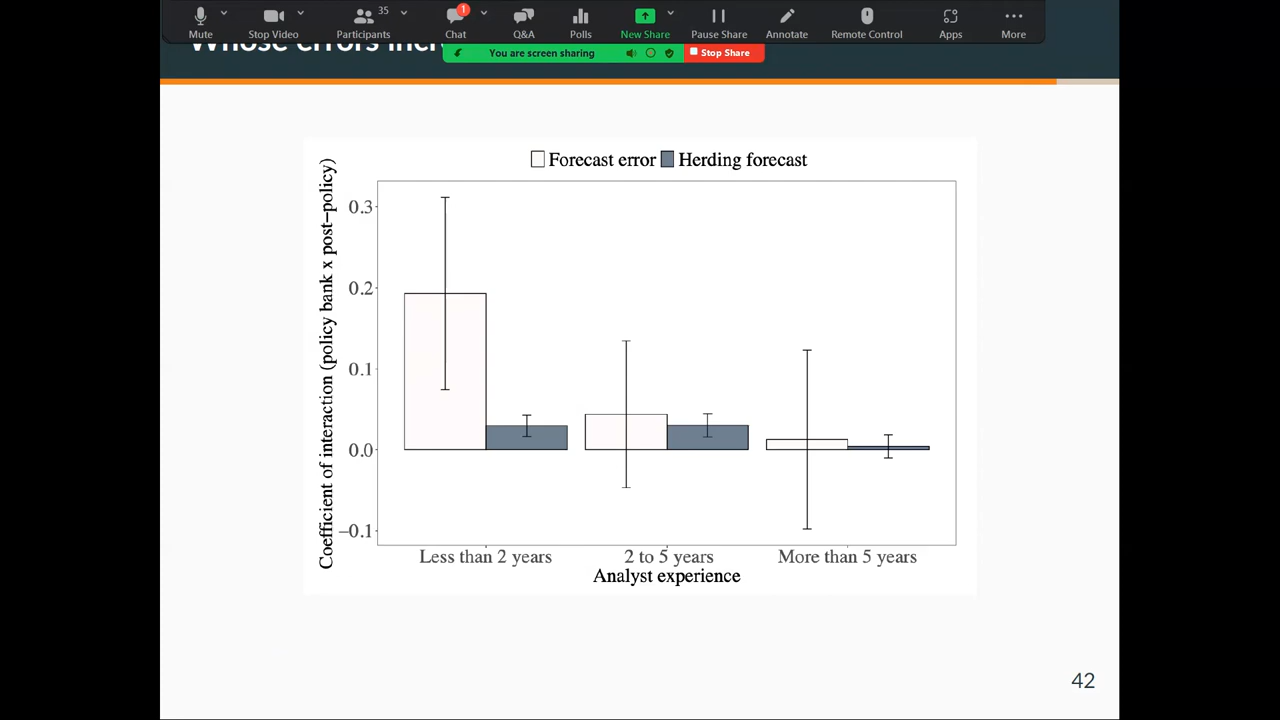 35
1
Mute Stop Video Participants Chat Q&A Polls New Share Pause Share Annotate Remote Control Apps More
Whose errors
You are screen sharing Stop Share
Forecast error Herding forecast
Coefficient of interaction (policy bank x post−policy)
0.3
0.2
0.1
0.0
−0.1
Less than 2 years 2 to 5 years More than 5 years
Analyst experience
42